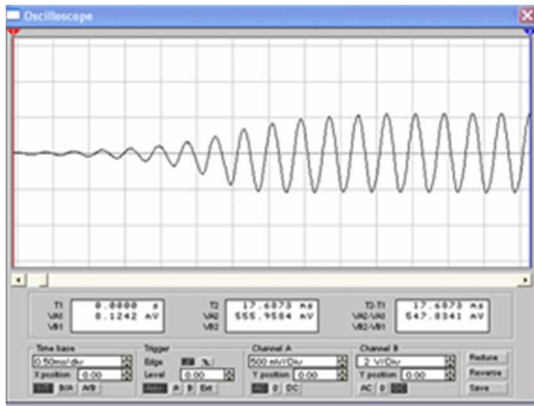 Oscilloscope
T1 0.0000 s
VA1 8.1242 mV
VB1
T2 17.6873 ms
VA2 555.9584 mV
VB2
T2-T1 17.6873 ms
VA2-VA1 547.8341 mV
VB2-VB1
Time base
0.50ms/div
X position 0.00
B/A A/B
Trigger
Edge
Level 0.00
A B Ext
Channel A
500 mV/Div
Y position 0.00
0 DC
Channel B
2 V/Div
Y position 0.00
AC 0
Reduce
Reverse
Save